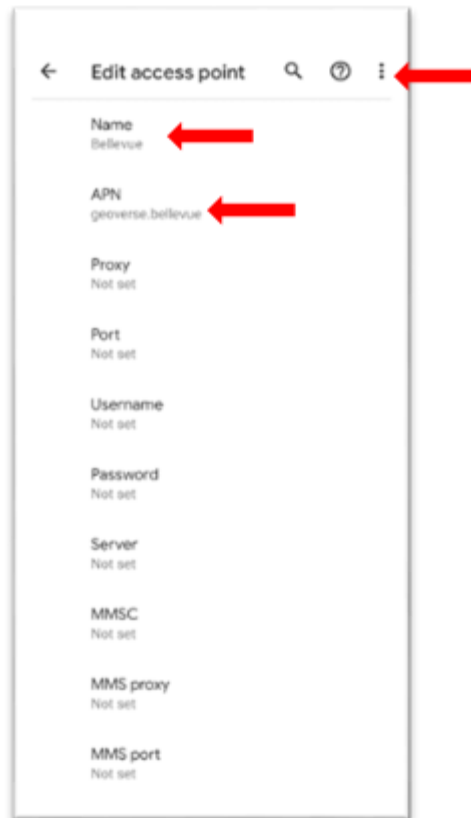 Edit access point
Name
Bellevue
APN
geoverse.bellevue
Proxy
Not set
Port
Not set
Username
Not set
Password
Not set
Server
Not set
MMSC
Not set
MMS proxy
Not set
MMS port
Not set